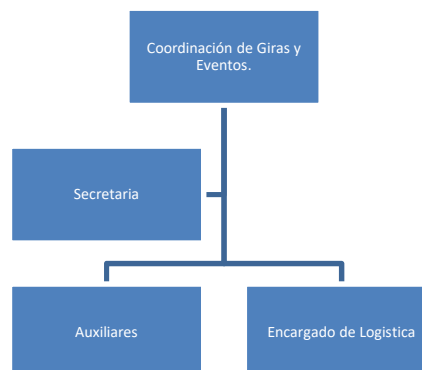 Coordinación de Giras y
Eventos.
Secretaria
Auxiliares
Encargado de Logistica